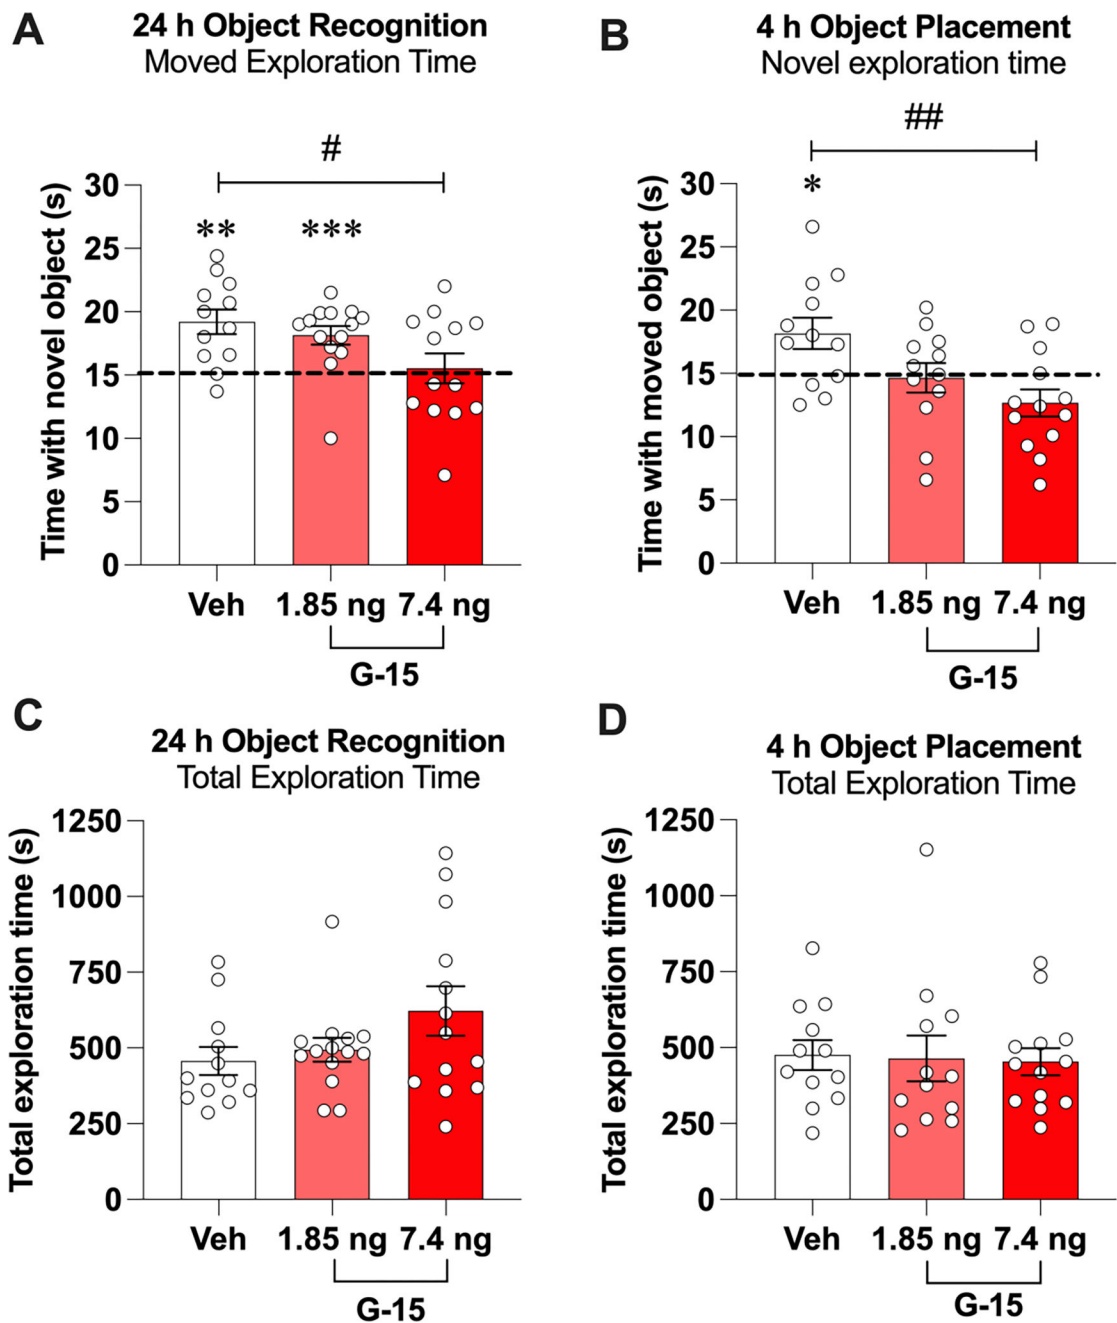 A
24 h Object Recognition
Moved Exploration Time
#
Time with novel object (s)
30
25
20
15
10
5
0
** ***
Veh 1.85 ng 7.4 ng
G-15
B
4 h Object Placement
Novel exploration time
##
Time with moved object (s)
30
25
20
15
10
5
0
*
Veh 1.85 ng 7.4 ng
G-15
C
24 h Object Recognition
Total Exploration Time
Total exploration time (s)
1250
1000
750
500
250
0
Veh 1.85 ng 7.4 ng
G-15
D
4 h Object Placement
Total Exploration Time
Total exploration time (s)
1250
1000
750
500
250
0
Veh 1.85 ng 7.4 ng
G-15